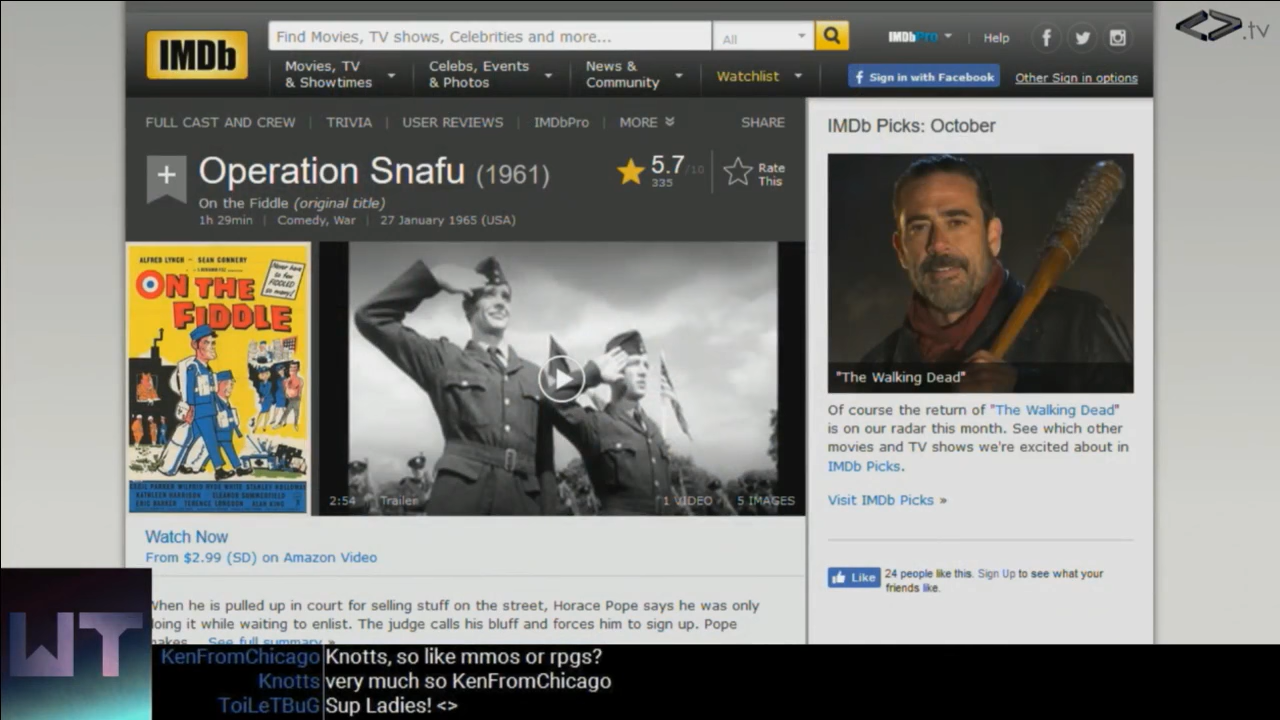 IMDb
Find Movies, TV shows, Celebrities and more...
All
IMDbPro
Help
<>.tv
Movies, TV & Showtimes
Celebs, Events & Photos
News & Community
Watchlist
Sign in with Facebook
Other Sign in options
FULL CAST AND CREW | TRIVIA | USER REVIEWS | IMDbPro | MORE
SHARE
Operation Snafu (1961)
5.7/10
335
Rate This
On the Fiddle (original title)
1h 29min | Comedy, War | 27 January 1965 (USA)
ALFRED LYNCH - SEAN CONNERY
ON THE
FIDDLE
2:54 Trailer
1 VIDEO
5 IMAGES
Watch Now
From $2.99 (SD) on Amazon Video
When he is pulled up in court for selling stuff on the street, Horace Pope says he was only
doing it while waiting to enlist. The judge calls his bluff and forces him to sign up. Pope
makes... See full summary »
IMDb Picks: October
"The Walking Dead"
Of course the return of "The Walking Dead"
is on our radar this month. See which other
movies and TV shows we're excited about in
IMDb Picks.
Visit IMDb Picks »
Like
24 people like this. Sign Up to see what your
friends like.
WT
KenFromChicago Knotts, so like mmos or rpgs?
Knotts very much so KenFromChicago
ToiLeTBuG Sup Ladies! <>